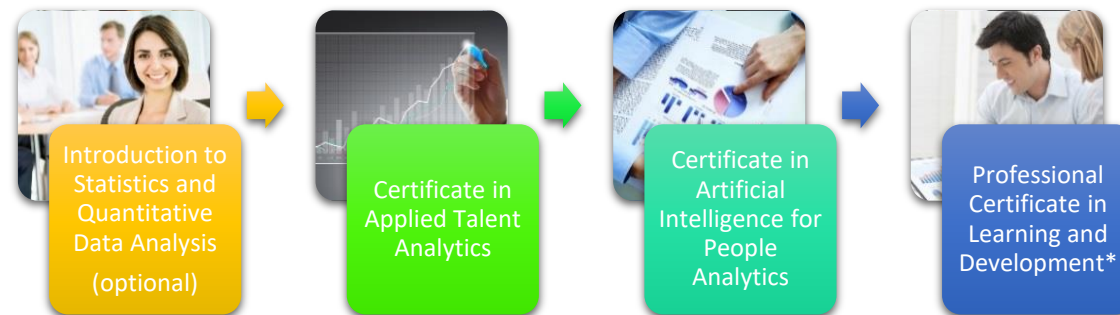 Introduction to
Statistics and
Quantitative
Data Analysis
(optional)
Certificate in
Applied Talent
Analytics
Certificate in
Artificial
Intelligence for
People
Analytics
Professional
Certificate in
Learning and
Development*